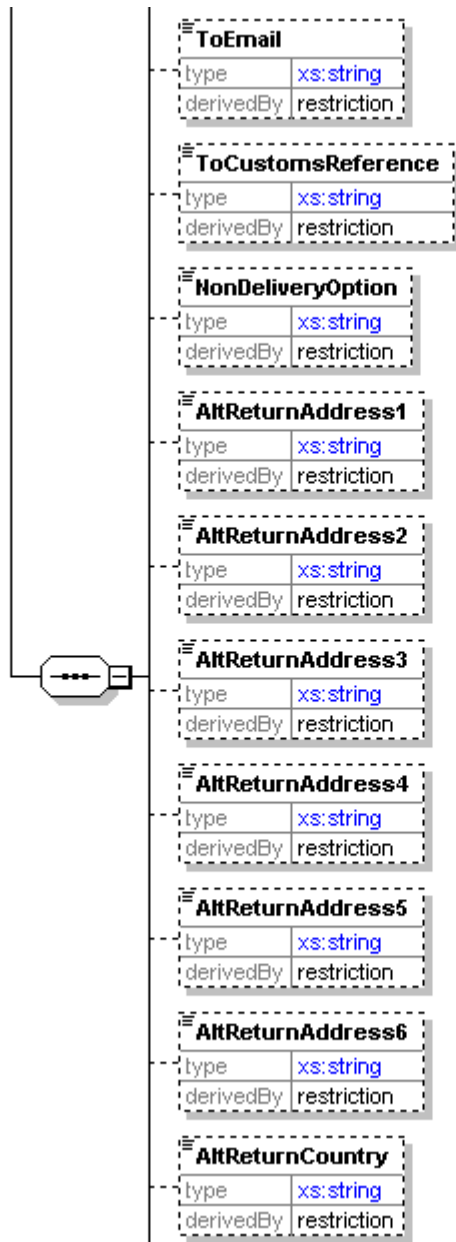 ToEmail
type xs:string
derivedBy restriction
ToCustomsReference
type xs:string
derivedBy restriction
NonDeliveryOption
type xs:string
derivedBy restriction
AltReturnAddress1
type xs:string
derivedBy restriction
AltReturnAddress2
type xs:string
derivedBy restriction
AltReturnAddress3
type xs:string
derivedBy restriction
AltReturnAddress4
type xs:string
derivedBy restriction
AltReturnAddress5
type xs:string
derivedBy restriction
AltReturnAddress6
type xs:string
derivedBy restriction
AltReturnCountry
type xs:string
derivedBy restriction